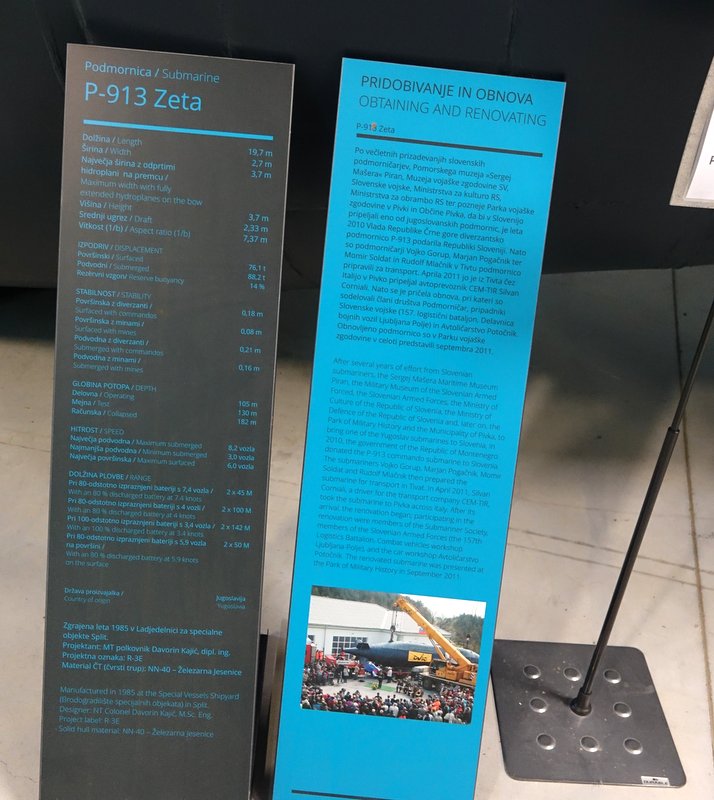 Podmornica / Submarine
P-913 Zeta
Dolžina / Length 19,7 m
Širina / Width 2,7 m
Največja širina z odprtimi 3,7 m
hidroplani na premcu /
Maximum width with fully
extended hydroplanes on the bow
Višina / Height 3,7 m
Srednji ugrez / Draft 2,33 m
Vitkost (1/b) / Aspect ratio (1/b) 7,37 m
IZPODRIV / DISPLACEMENT
Površinski / Surfaced 76,1 t
Podvodni / Submerged 88,2 t
Rezervni vzgon/ Reserve buoyancy 14 %
STABILNOST / STABILITY
Površinska z diverzanti /
Surfaced with commandos 0,18 m
Površinska z minami /
Surfaced with mines 0,08 m
Podvodna z diverzanti /
Submerged with commandos 0,21 m
Podvodna z minami /
Submerged with mines 0,16 m
GLOBINA POTOPA / DEPTH
Delovna / Operating 105 m
Mejna / Test 130 m
Računska / Collapsed 182 m
HITROST / SPEED
Največja podvodna / Maximum submerged 8,2 vozla
Najmanjša podvodna / Minimum submerged 3,0 vozla
Največja površinska / Maximum surfaced 6,0 vozla
DOLŽINA PLOVBE / RANGE
Pri 80-odstotno izpraznjeni bateriji s 7,4 vozla / 2 x 45 M
With an 80 % discharged battery at 7.4 knots
Pri 80-odstotno izpraznjeni bateriji s 4 vozli / 2 x 100 M
With an 80 % discharged battery at 4 knots
Pri 100-odstotno izpraznjeni bateriji s 3,4 vozla / 2 x 142 M
With an 100 % discharged battery at 3.4 knots
Pri 80-odstotno izpraznjeni bateriji s 5,9 vozla 2 x 50 M
na površini /
With an 80 % discharged battery at 5.9 knots
on the surface
Država proizvajalka / Jugoslavija
Country of origin Yugoslavia
Zgrajena leta 1985 v Ladjedelnici za specialne
objekte Split.
Projektant: MT polkovnik Davorin Kajić, dipl. ing.
Projektna oznaka: R-3E
Material ČT (čvrsti trup): NN-40 – Železarna Jesenice
Manufactured in 1985 at the Special Vessels Shipyard
(Brodogradilište specijalnih objekata) in Split.
Designer: NT Colonel Davorin Kajić, M.Sc. Eng.
Project label: R-3E
Solid hull material: NN-40 – Železarna Jesenice
PRIDOBIVANJE IN OBNOVA
OBTAINING AND RENOVATING
P-913 Zeta
Po večletnih prizadevanjih slovenskih
podmorničarjev, Pomorskega muzeja »Sergej
Mašera« Piran, Muzeja vojaške zgodovine SV,
Slovenske vojske, Ministrstva za kulturo RS,
Ministrstva za obrambo RS ter pozneje Parka vojaške
zgodovine v Pivki in Občine Pivka, da bi v Slovenijo
pripeljali eno od jugoslovanskih podmornic, je leta
2010 Vlada Republike Črne gore diverzantsko
podmornico P-913 podarila Republiki Sloveniji. Nato
so podmorničarji Vojko Gorup, Marjan Pogačnik ter
Momir Soldat in Rudolf Mlačnik v Tivtu podmornico
pripravili za transport. Aprila 2011 jo je iz Tivta čez
Italijo v Pivko pripeljal avtoprevoznik CEM-TIR Silvan
Corniali. Nato se je pričela obnova, pri kateri so
sodelovali člani društva Podmorničar, pripadniki
Slovenske vojske (157. logistični bataljon, Delavnica
bojnih vozil Ljubljana Polje) in Avtoličarstvo Potočnik.
Obnovljeno podmornico so v Parku vojaške
zgodovine v celoti predstavili septembra 2011.
After several years of effort from Slovenian
submariners, the Sergej Mašera Maritime Museum
Piran, the Military Museum of the Slovenian Armed
Forced, the Slovenian Armed Forces, the Ministry of
Culture of the Republic of Slovenia, the Ministry of
Defence of the Republic of Slovenia and, later on, the
Park of Military History and the Municipality of Pivka, to
bring one of the Yugoslav submarines to Slovenia, in
2010, the government of the Republic of Montenegro
donated the P-913 commando submarine to Slovenia.
The submariners Vojko Gorup, Marjan Pogačnik, Momir
Soldat and Rudolf Mlačnik then prepared the
submarine for transport in Tivat. In April 2011, Silvan
Corniali, a driver for the transport company CEM-TIR,
took the submarine to Pivka across Italy. After its
arrival, the renovation began; participating in the
renovation were members of the Submariner Society,
members of the Slovenian Armed Forces (the 157th
Logistics Battalion, Combat vehicles workshop
Ljubljana-Polje), and the car workshop Avtoličarstvo
Potočnik. The renovated submarine was presented at
the Park of Military History in September 2011.
DURABLE